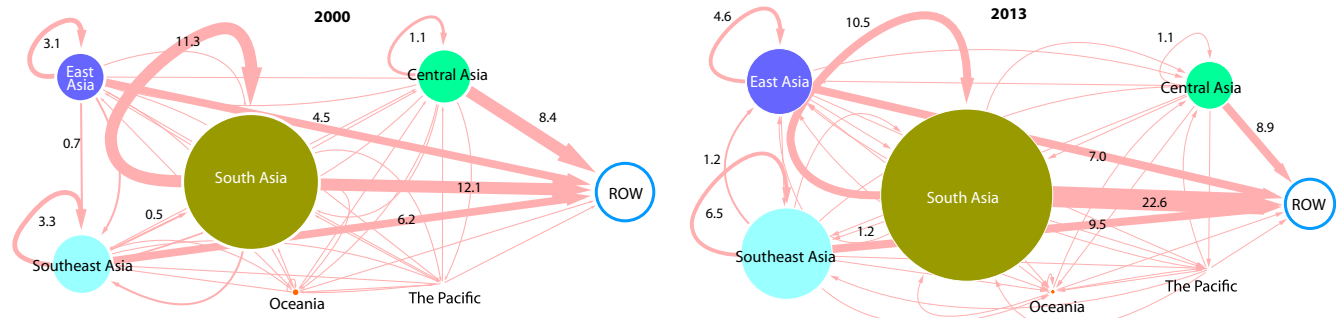 2000
3.1
11.3
1.1
East
Asia
Central Asia
4.5
8.4
0.7
South Asia
12.1
ROW
3.3
0.5
6.2
Southeast Asia
Oceania
The Pacific
2013
4.6
10.5
1.1
East Asia
Central Asia
8.9
7.0
1.2
South Asia
22.6
ROW
6.5
1.2
9.5
Southeast Asia
Oceania
The Pacific